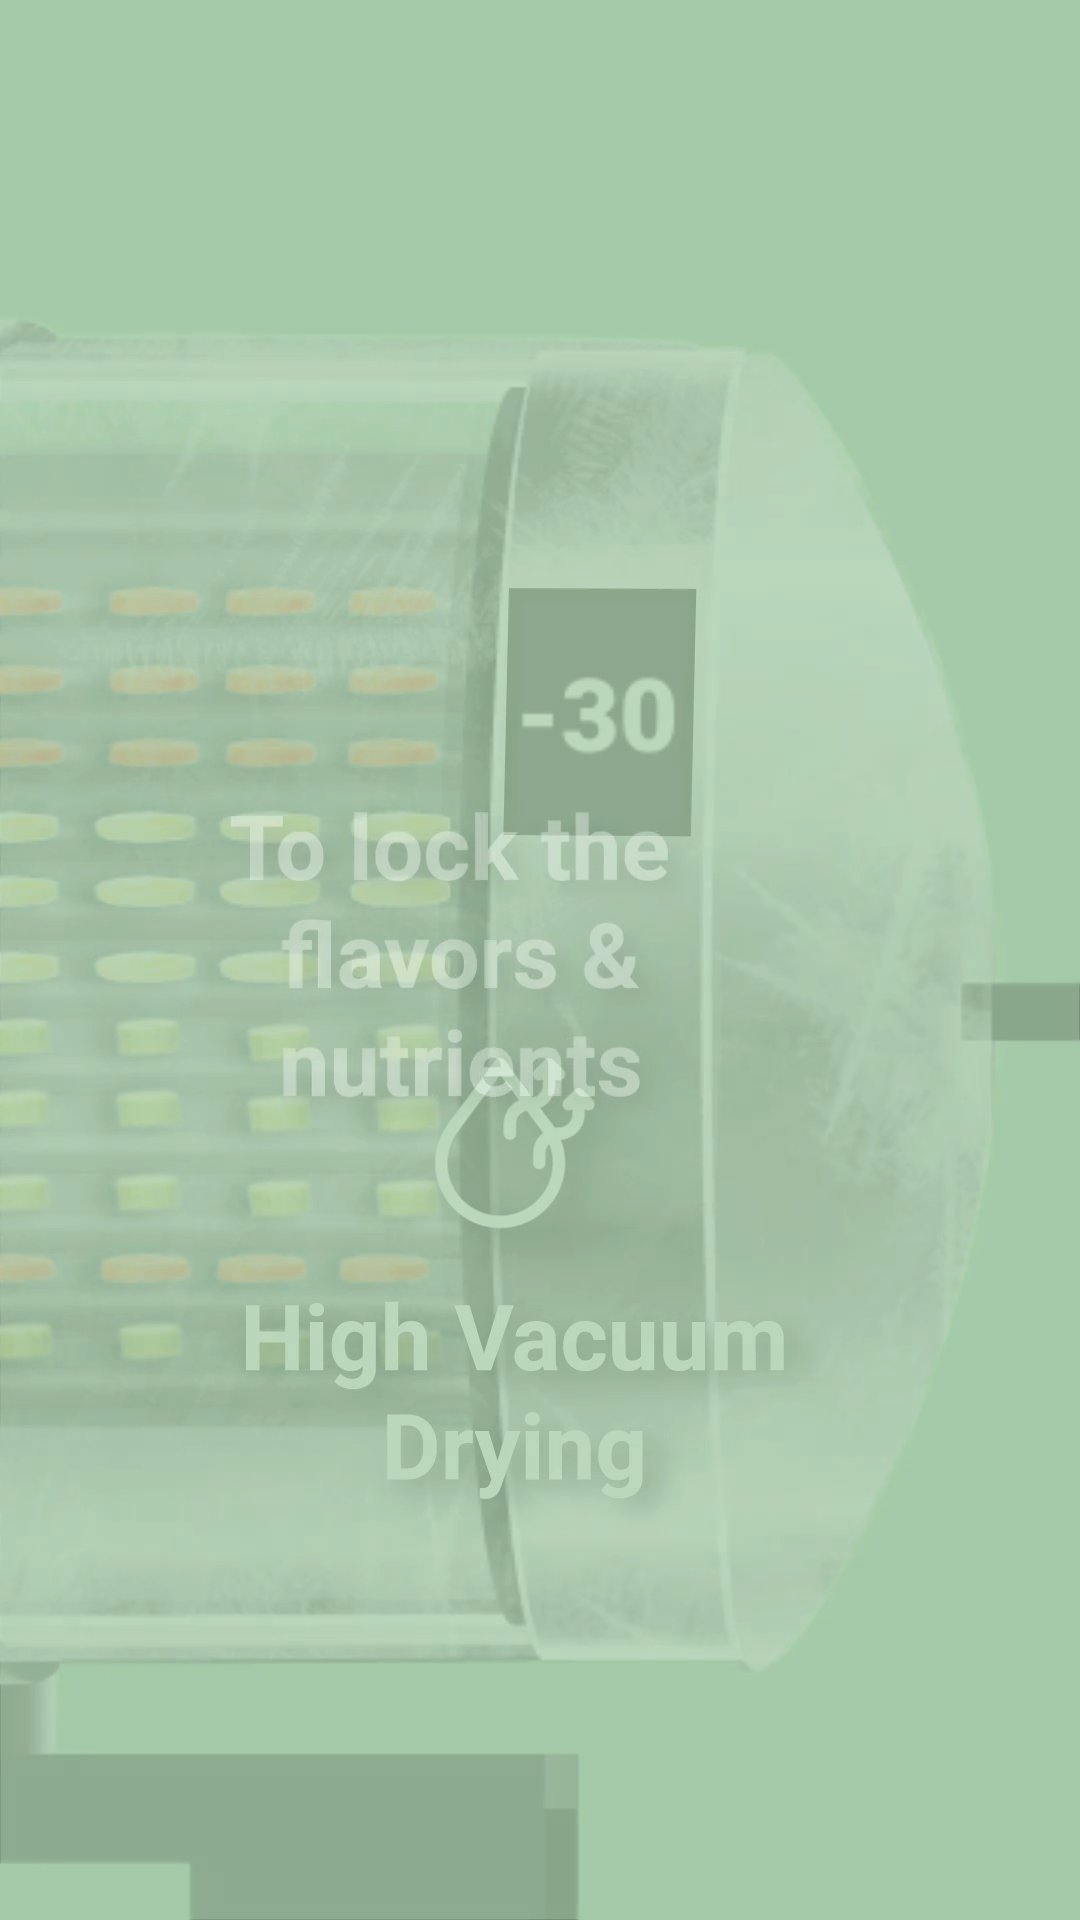 -30
To lock the
flavors &
nutrients
High Vacuum
Drying